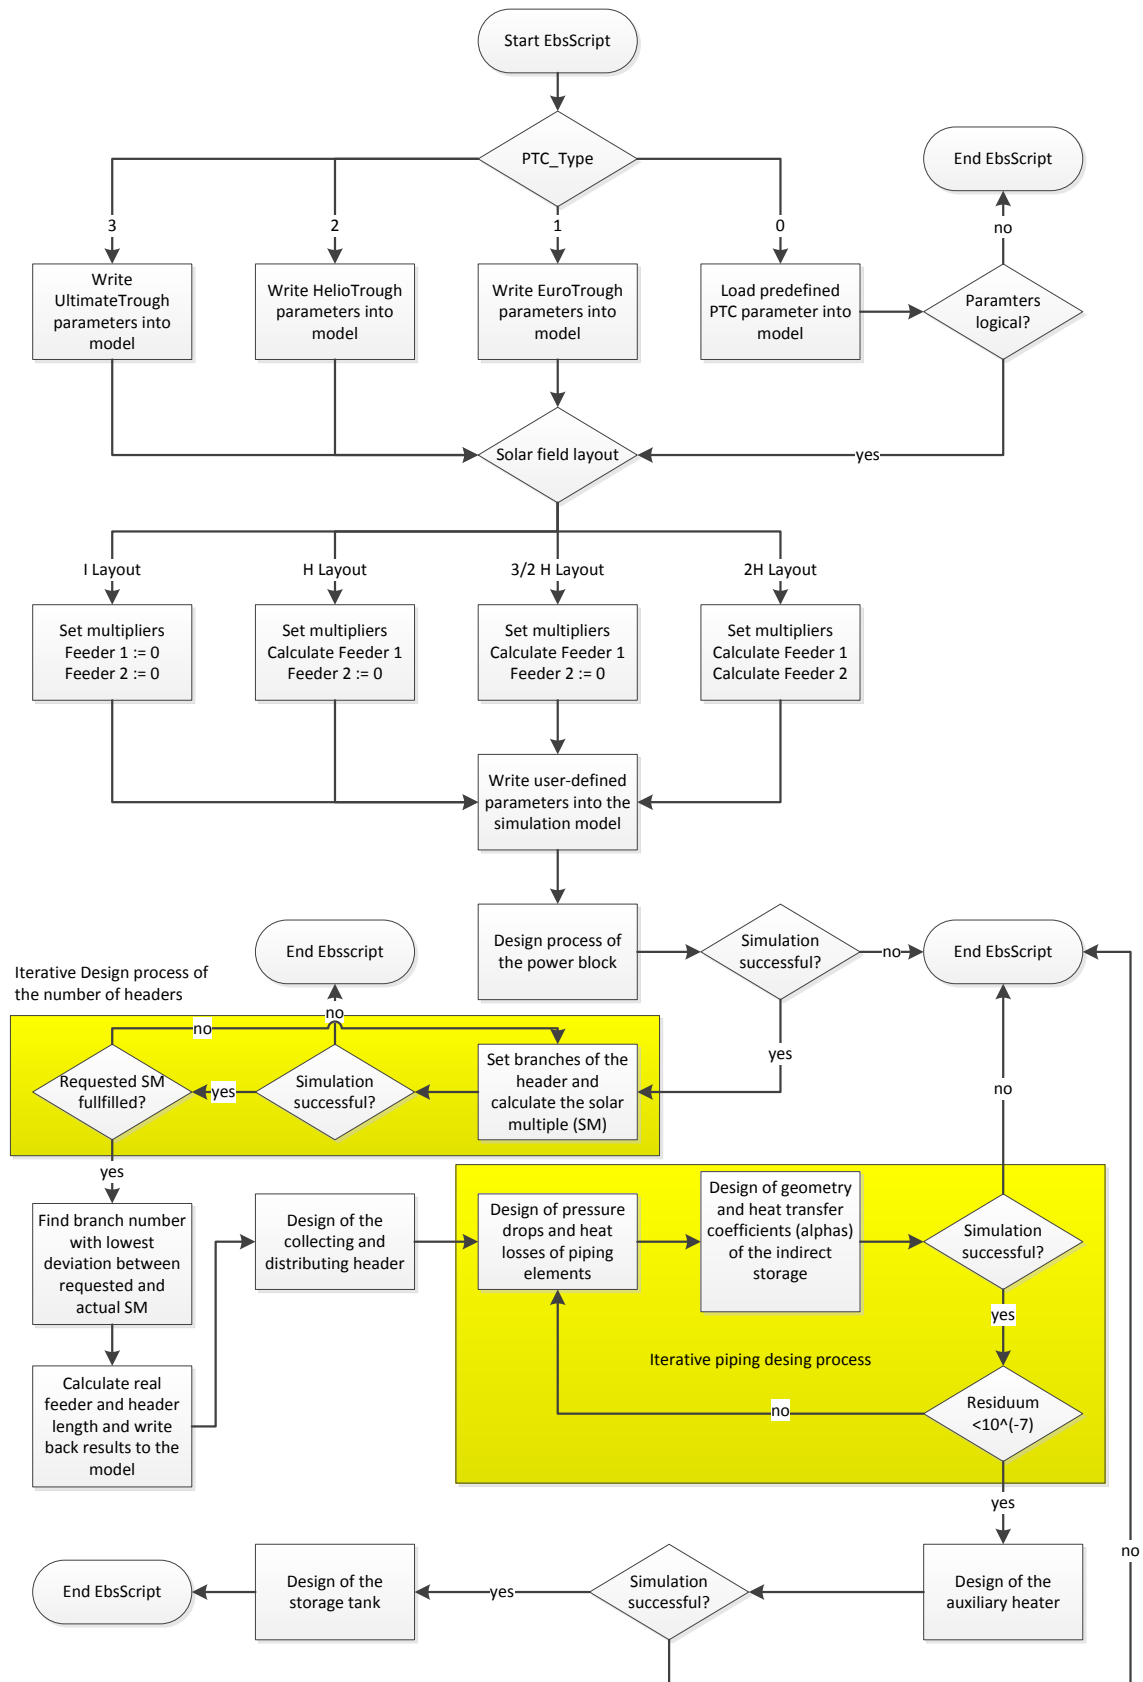 Start EbsScript
PTC_Type
End EbsScript
3
2
1
0
no
Write
UltimateTrough
parameters into
model
Write HelioTrough
parameters into
model
Write EuroTrough
parameters into
model
Load predefined
PTC parameter into
model
Paramters
logical?
Solar field layout
yes
I Layout
H Layout
3/2 H Layout
2H Layout
Set multipliers
Feeder 1 := 0
Feeder 2 := 0
Set multipliers
Calculate Feeder 1
Feeder 2 := 0
Set multipliers
Calculate Feeder 1
Feeder 2 := 0
Set multipliers
Calculate Feeder 1
Calculate Feeder 2
Write user-defined
parameters into the
simulation model
Design process of
the power block
Simulation
successful?
no
End EbsScript
End Ebsscript
Iterative Design process of
the number of headers
no
no
yes
Requested SM
fullfilled?
yes
Simulation
successful?
Set branches of the
header and
calculate the solar
multiple (SM)
no
yes
Find branch number
with lowest
deviation between
requested and
actual SM
Design of the
collecting and
distributing header
Design of pressure
drops and heat
losses of piping
elements
Design of geometry
and heat transfer
coefficients (alphas)
of the indirect
storage
Simulation
successful?
yes
Iterative piping desing process
Calculate real
feeder and header
length and write
back results to the
model
no
Residuum
<10^(-7)
yes
no
End EbsScript
Design of the
storage tank
yes
Simulation
successful?
Design of the
auxiliary heater